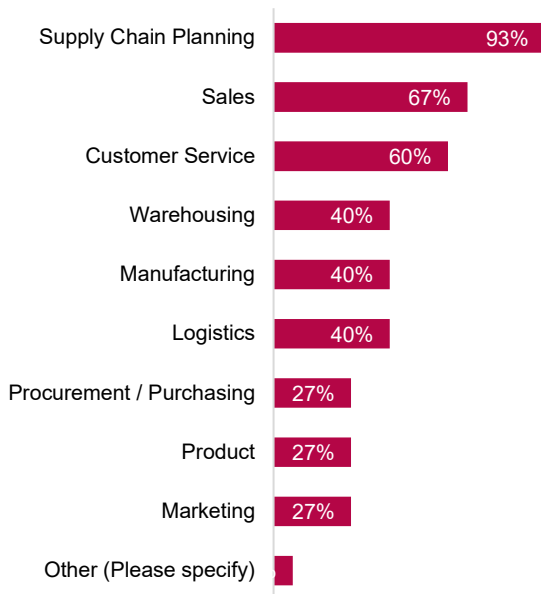 Supply Chain Planning 93%
Sales 67%
Customer Service 60%
Warehousing 40%
Manufacturing 40%
Logistics 40%
Procurement / Purchasing 27%
Product 27%
Marketing 27%
Other (Please specify)